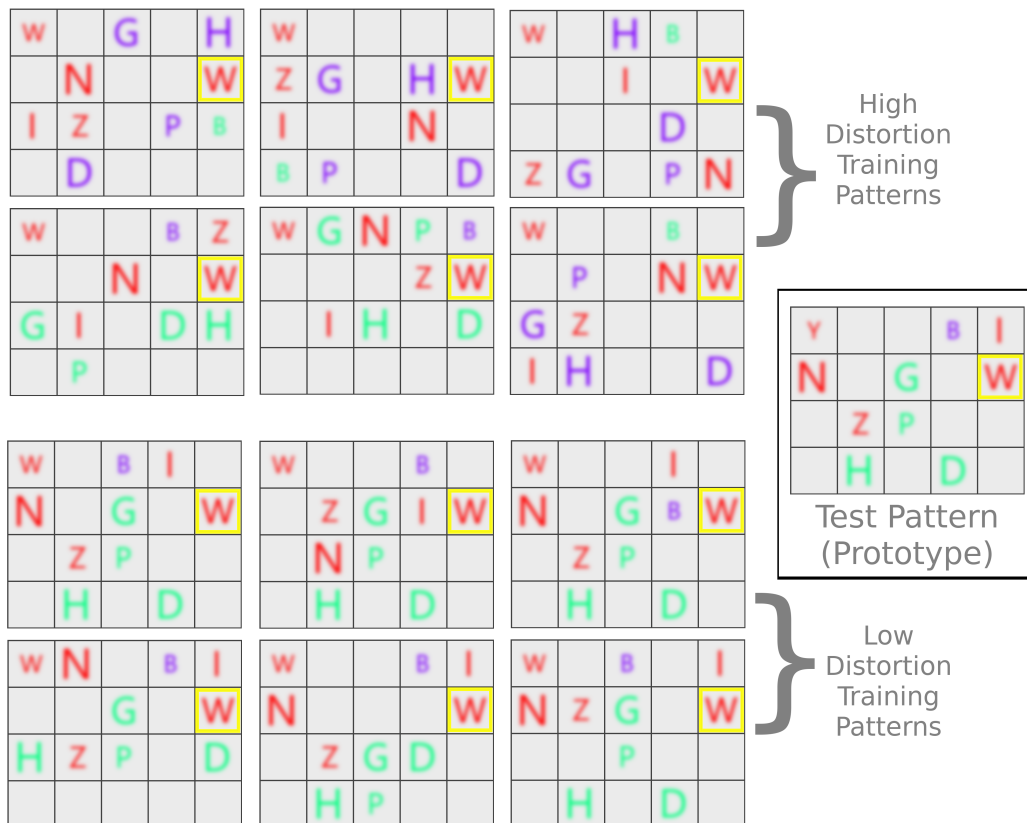 W G H
N W
I Z P B
D
W
Z G H W
I N
B P D
W H B
I W
D
Z G P N
High
Distortion
Training
Patterns
W B Z
N W
G I D H
P
W G N P B
Z W
I H D
W B
P N W
G Z
I H D
Y B I
N G W
Z P
H D
Test Pattern
(Prototype)
W B I
N G W
Z P
H D
W B
Z G I W
N P
H D
W I
N G B W
Z P
H D
Low
Distortion
Training
Patterns
W N B I
G W
H Z P D
W B I
N W
Z G D
H P
W B I
N Z G W
P
H D